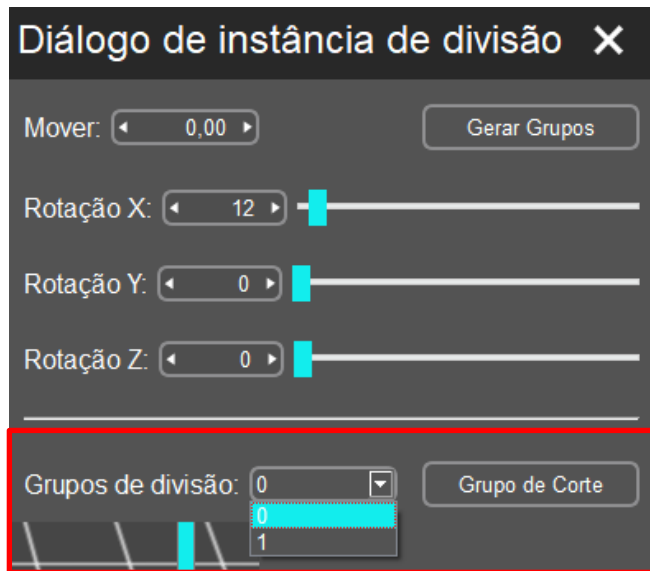 Diálogo de instância de divisão X
Mover: 0,00 Gerar Grupos
Rotação X: 12
Rotação Y: 0
Rotação Z: 0
Grupos de divisão: 0 Grupo de Corte
0
1